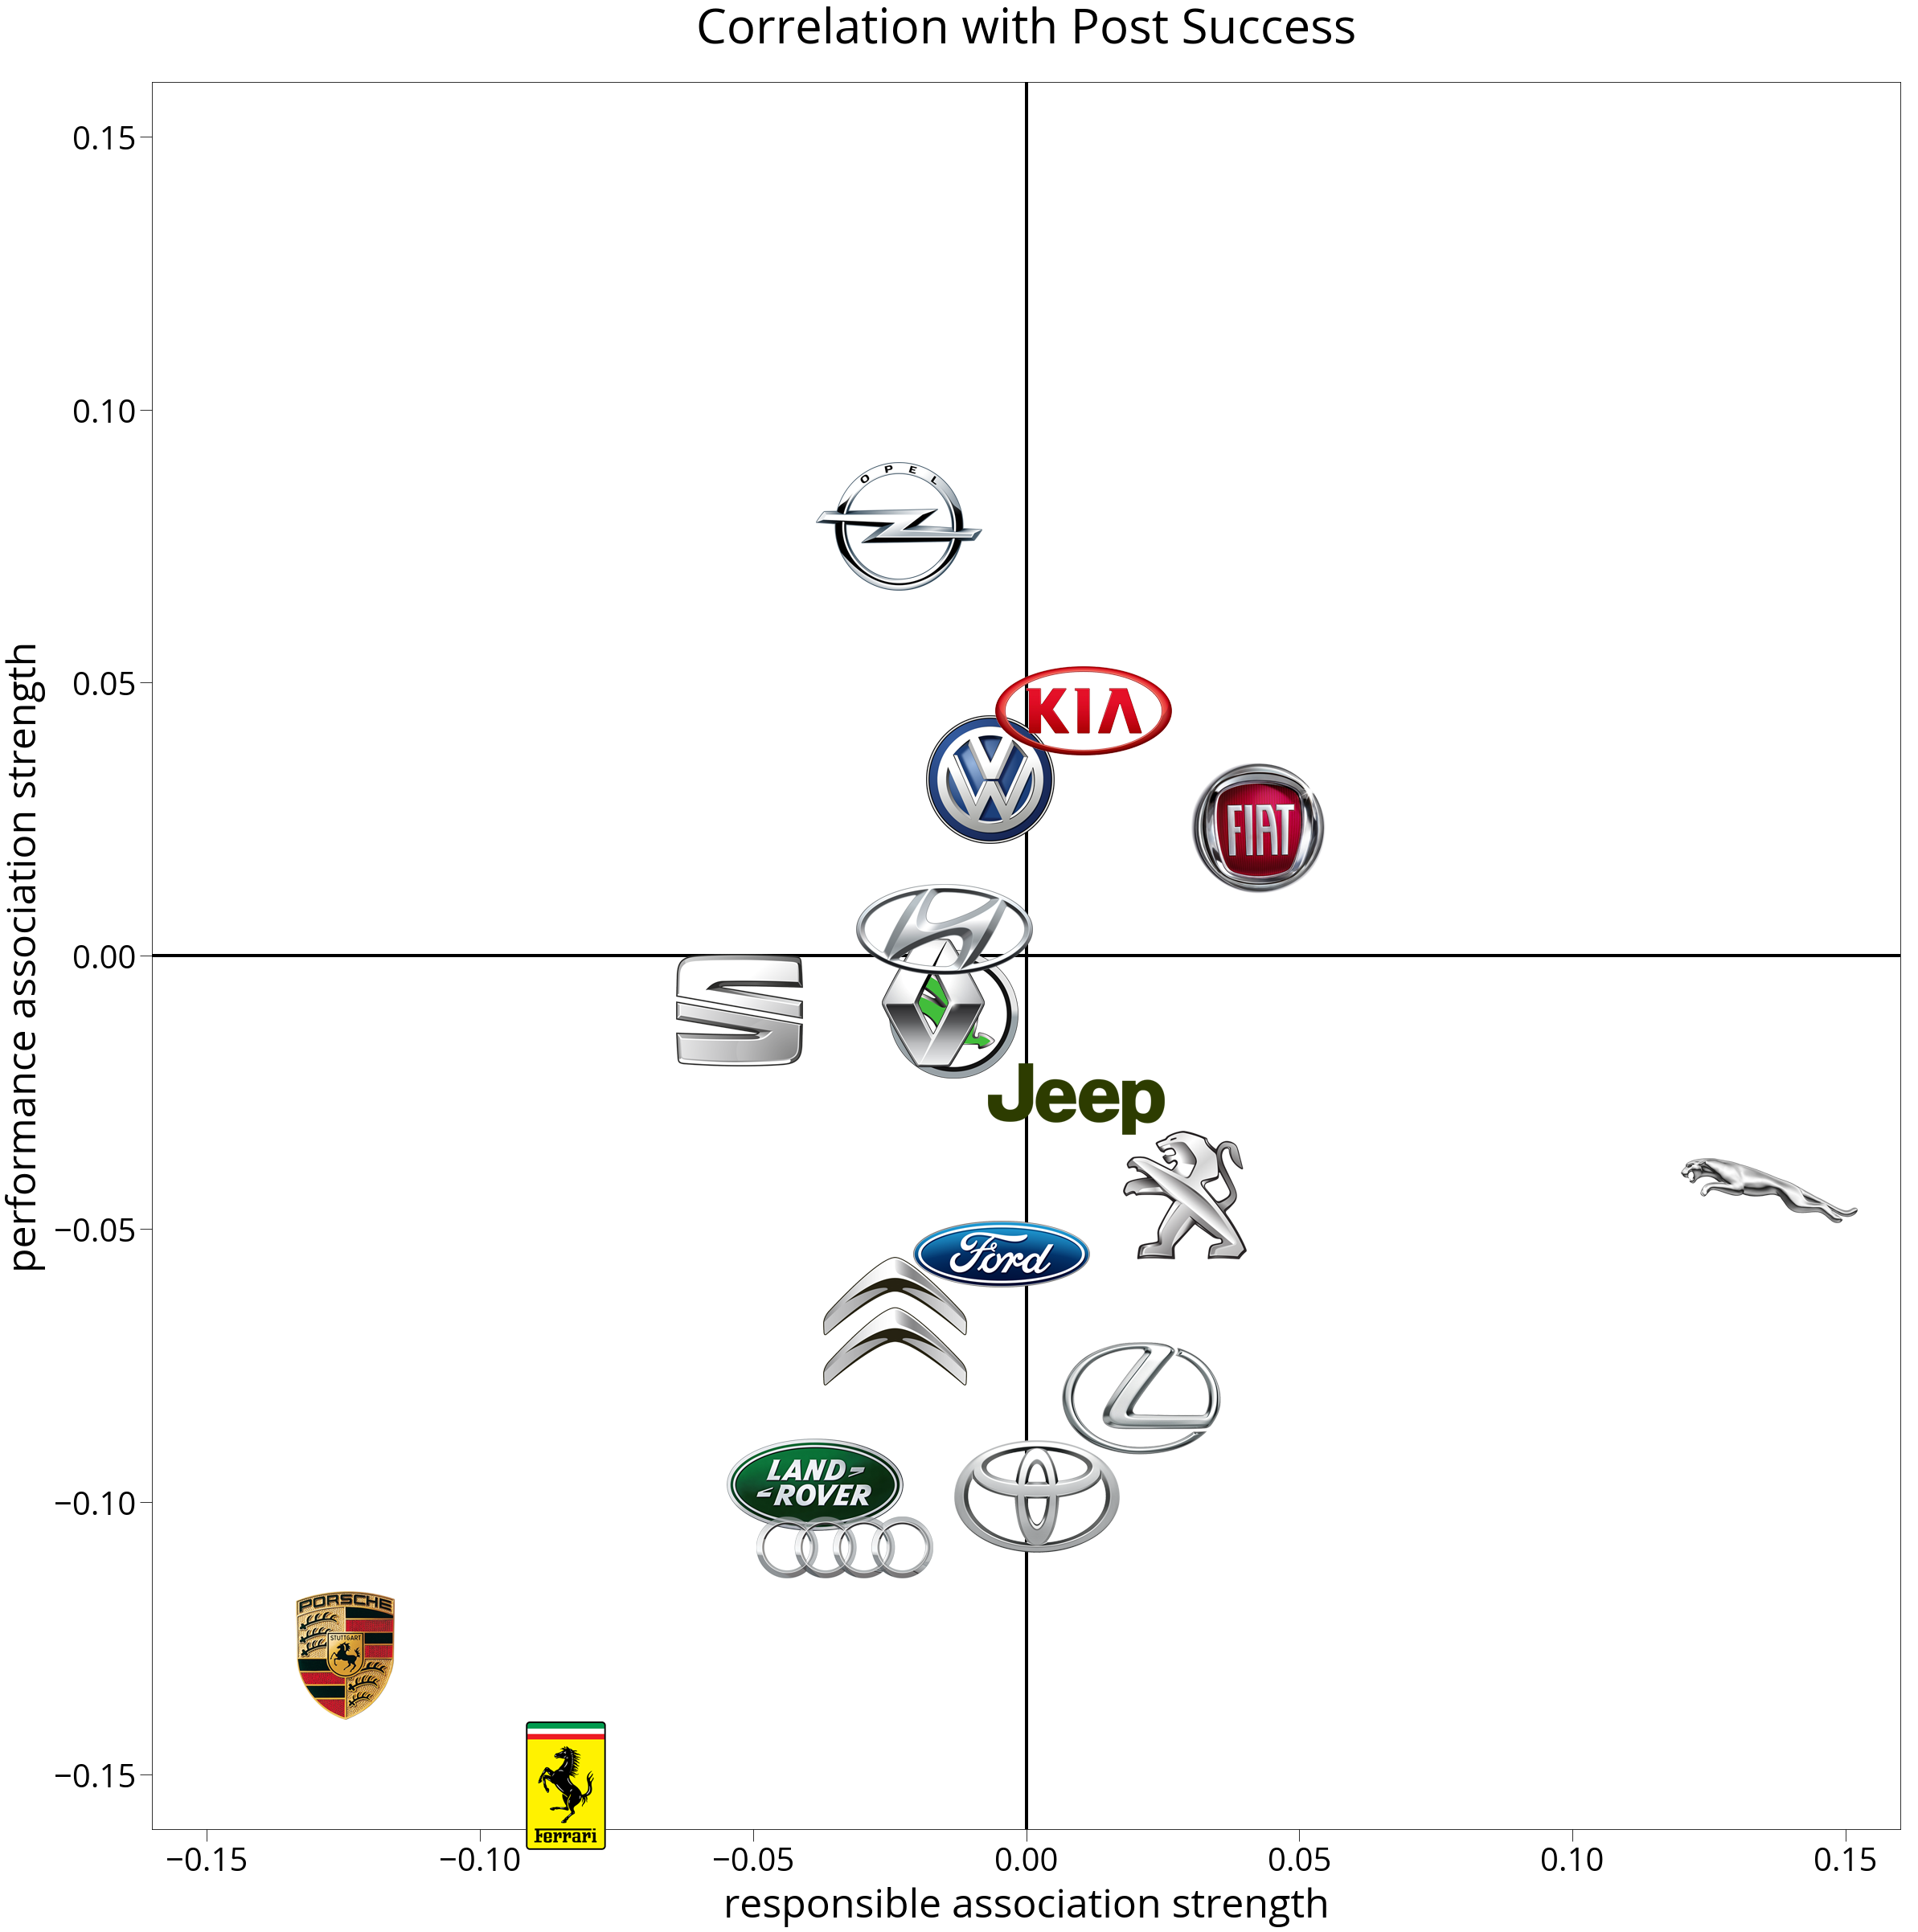 Correlation with Post Success
performance association strength
0.15
0.10
0.05
0.00
−0.05
−0.10
−0.15
OPEL
KIA
FIAT
Jeep
Ford
LAND
ROVER
PORSCHE
STUTTGART
Ferrari
−0.15
−0.10
−0.05
0.00
0.05
0.10
0.15
responsible association strength